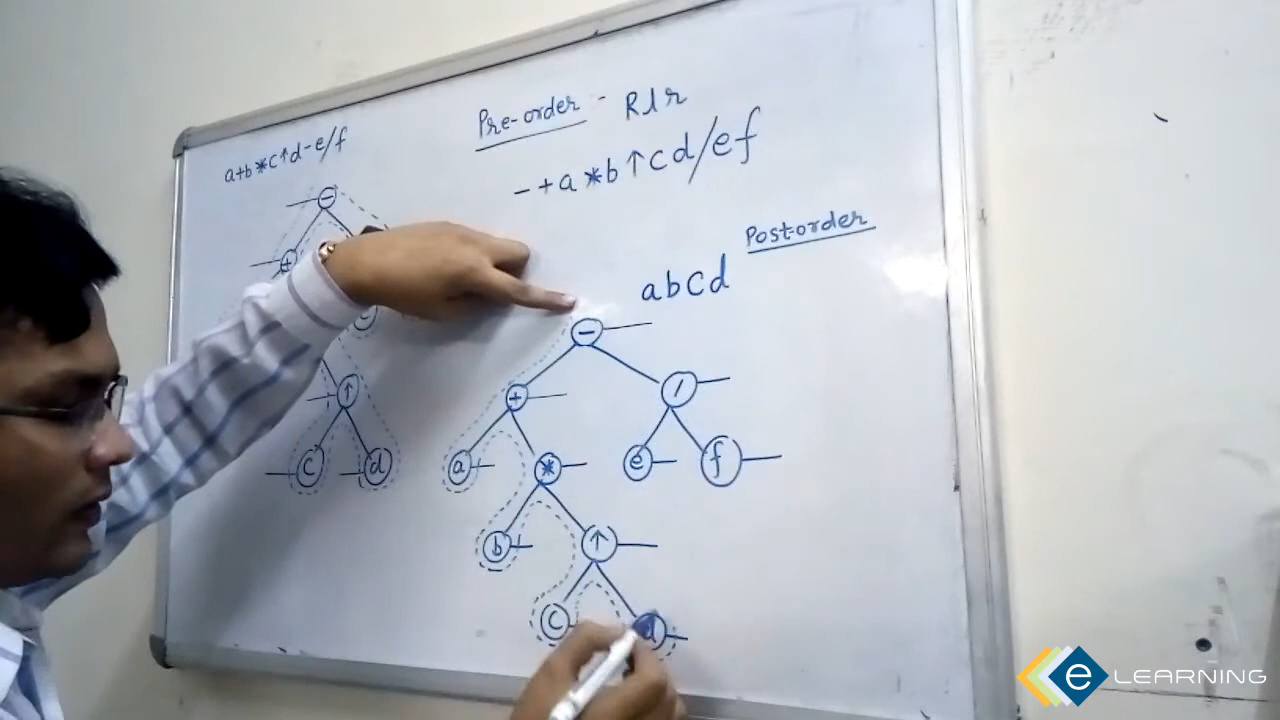 Pre-order - Rlr
a+b*c↑d-e/f
-+a*b↑cd/ef
Postorder
abcd
-
+
↑
c
d
-
+
/
a
*
e
f
b
↑
c
d
e LEARNING